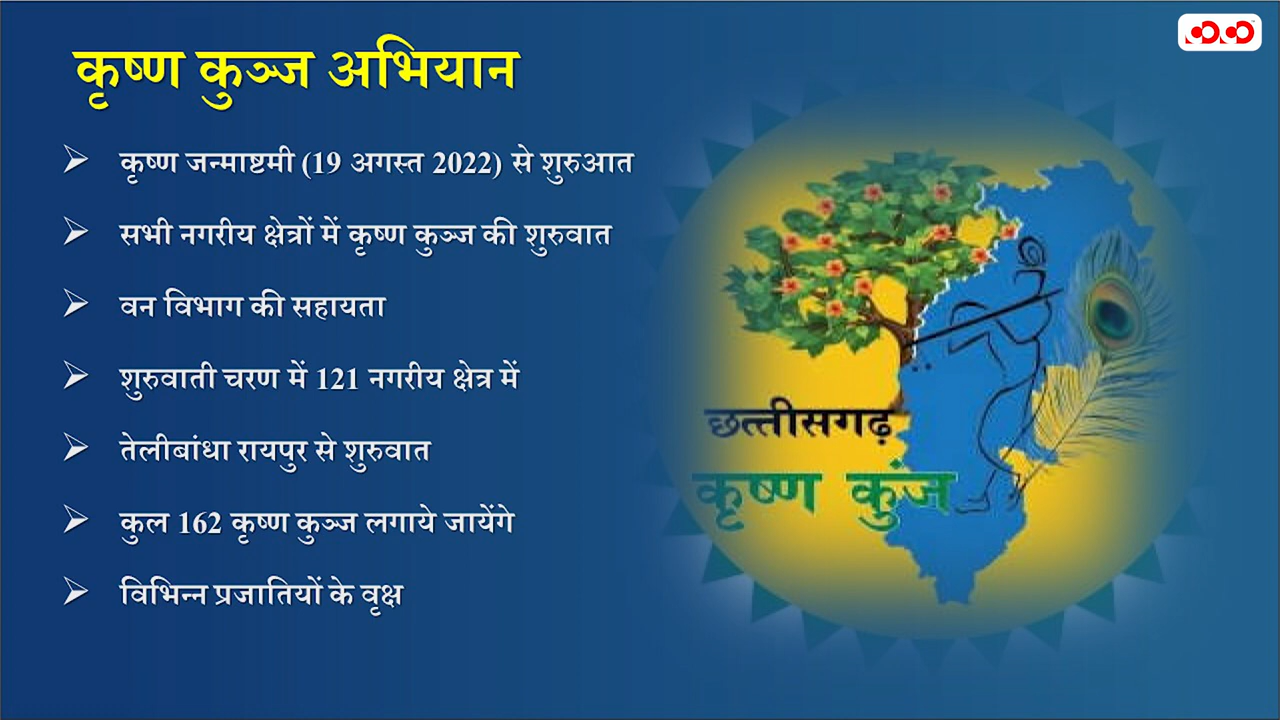 कृष्ण कुञ्ज अभियान
कृष्ण जन्माष्टमी (19 अगस्त 2022) से शुरुआत
सभी नगरीय क्षेत्रों में कृष्ण कुञ्ज की शुरुवात
वन विभाग की सहायता
शुरुवाती चरण में 121 नगरीय क्षेत्र में
तेलीबांधा रायपुर से शुरुवात
कुल 162 कृष्ण कुञ्ज लगाये जायेंगे
विभिन्न प्रजातियों के वृक्ष
छत्तीसगढ़
कृष्ण कुंज